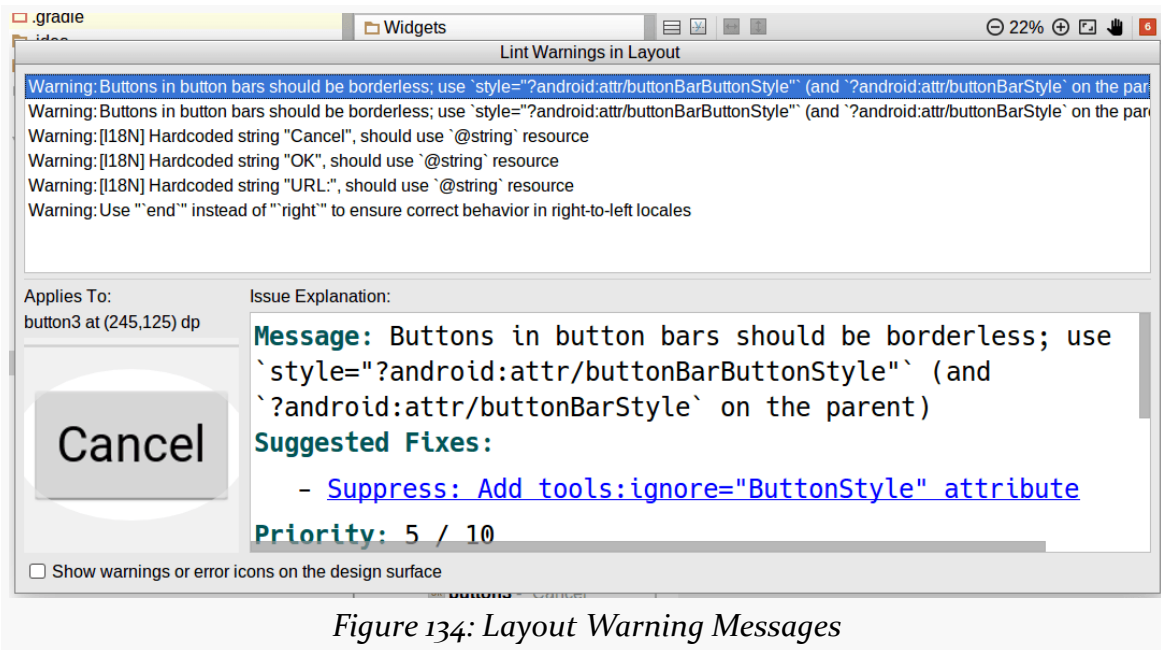 .gradle
Widgets
22%
6
Lint Warnings in Layout
Warning: Buttons in button bars should be borderless; use `style="?android:attr/buttonBarButtonStyle"` (and `?android:attr/buttonBarStyle` on the par
Warning: Buttons in button bars should be borderless; use `style="?android:attr/buttonBarButtonStyle"` (and `?android:attr/buttonBarStyle` on the par
Warning: [I18N] Hardcoded string "Cancel", should use `@string` resource
Warning: [I18N] Hardcoded string "OK", should use `@string` resource
Warning: [I18N] Hardcoded string "URL:", should use `@string` resource
Warning: Use "`end`" instead of "`right`" to ensure correct behavior in right-to-left locales
Applies To:
button3 at (245,125) dp
Cancel
Issue Explanation:
Message: Buttons in button bars should be borderless; use
`style="?android:attr/buttonBarButtonStyle"` (and
`?android:attr/buttonBarStyle` on the parent)
Suggested Fixes:
- Suppress: Add tools:ignore="ButtonStyle" attribute
Priority: 5 / 10
Show warnings or error icons on the design surface
Figure 134: Layout Warning Messages